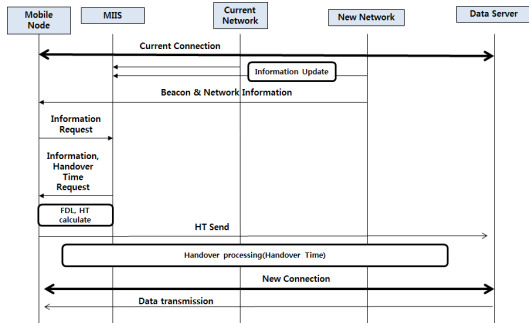 Mobile
Node
MIIS
Current
Network
New Network
Data Server
Current Connection
Information Update
Beacon & Network Information
Information
Request
Information,
Handover
Time
Request
FDL, HT
calculate
HT Send
Handover processing(Handover Time)
New Connection
Data transmission